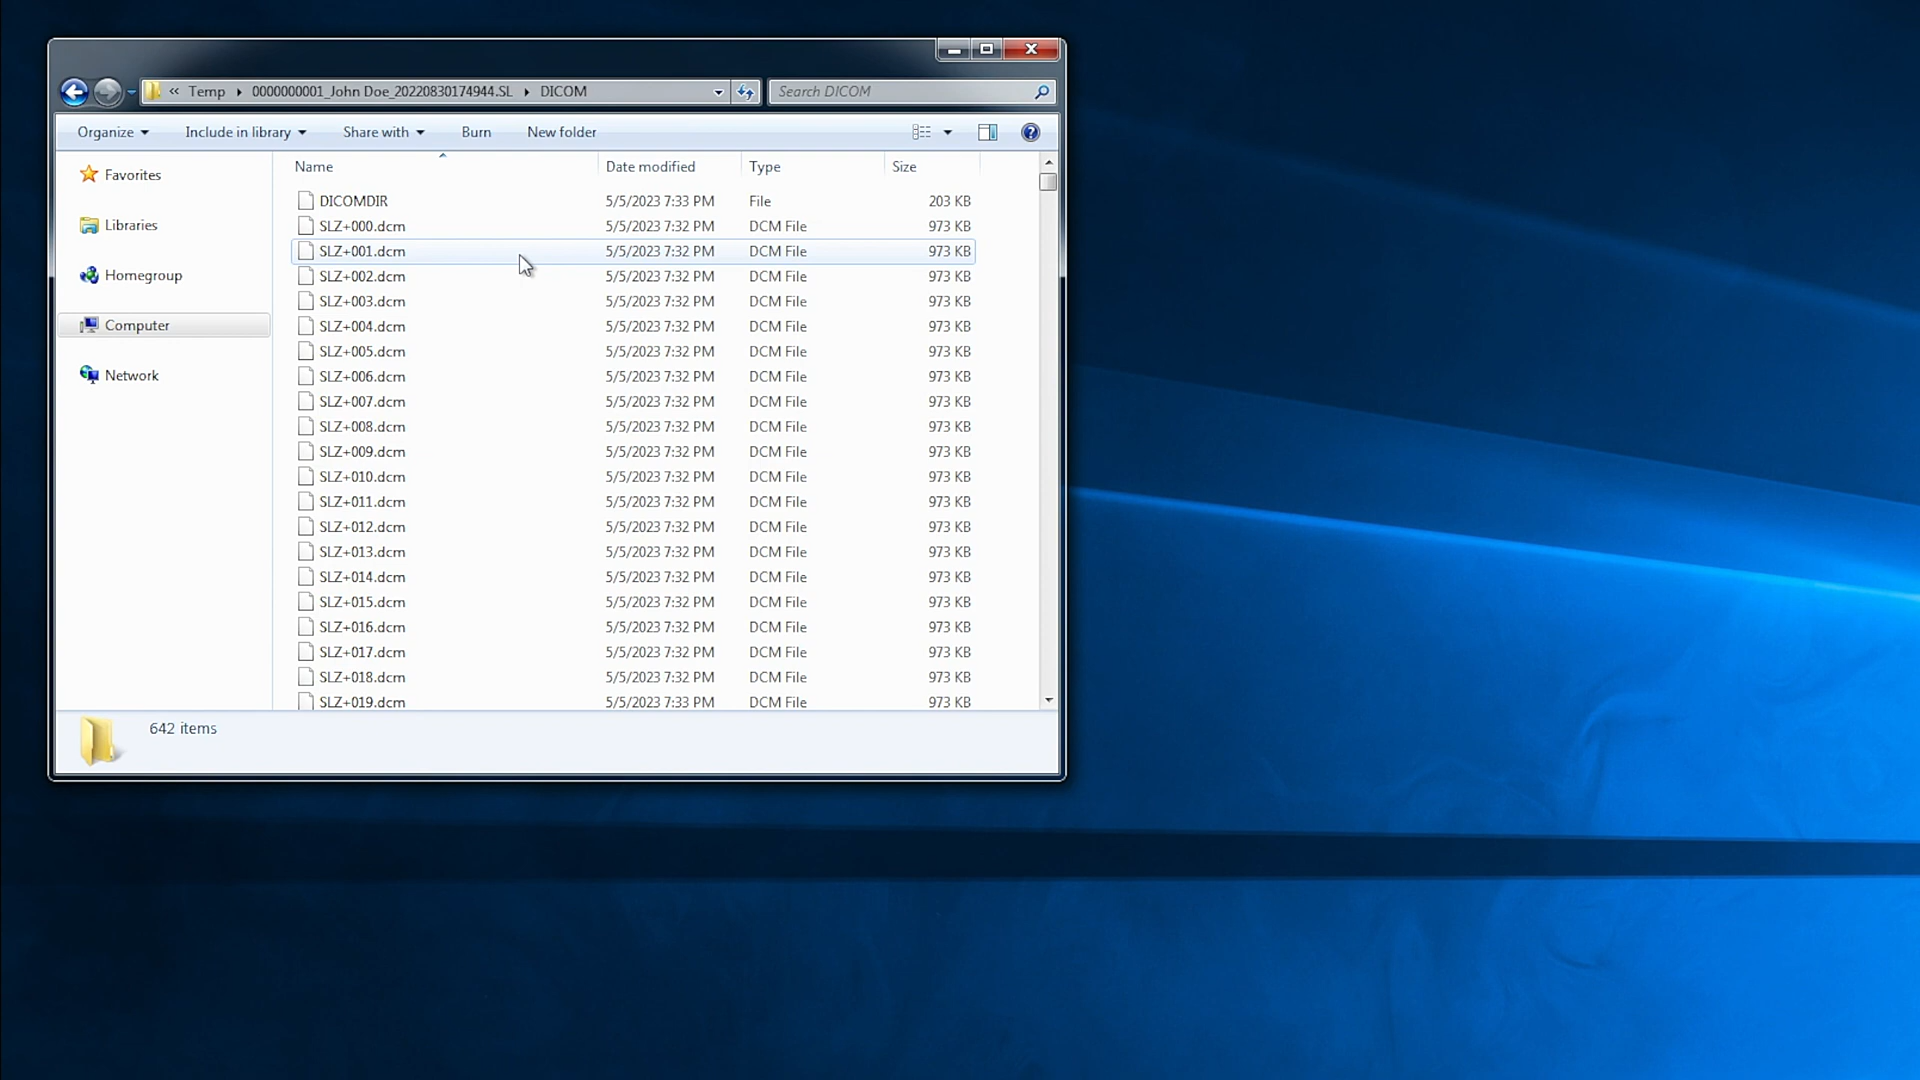 « Temp ▸ 0000000001_John Doe_20220830174944.SL ▸ DICOM
Search DICOM
Organize Include in library Share with Burn New folder
Favorites
Libraries
Homegroup
Computer
Network
Name Date modified Type Size
DICOMDIR 5/5/2023 7:33 PM File 203 KB
SLZ+000.dcm 5/5/2023 7:32 PM DCM File 973 KB
SLZ+001.dcm 5/5/2023 7:32 PM DCM File 973 KB
SLZ+002.dcm 5/5/2023 7:32 PM DCM File 973 KB
SLZ+003.dcm 5/5/2023 7:32 PM DCM File 973 KB
SLZ+004.dcm 5/5/2023 7:32 PM DCM File 973 KB
SLZ+005.dcm 5/5/2023 7:32 PM DCM File 973 KB
SLZ+006.dcm 5/5/2023 7:32 PM DCM File 973 KB
SLZ+007.dcm 5/5/2023 7:32 PM DCM File 973 KB
SLZ+008.dcm 5/5/2023 7:32 PM DCM File 973 KB
SLZ+009.dcm 5/5/2023 7:32 PM DCM File 973 KB
SLZ+010.dcm 5/5/2023 7:32 PM DCM File 973 KB
SLZ+011.dcm 5/5/2023 7:32 PM DCM File 973 KB
SLZ+012.dcm 5/5/2023 7:32 PM DCM File 973 KB
SLZ+013.dcm 5/5/2023 7:32 PM DCM File 973 KB
SLZ+014.dcm 5/5/2023 7:32 PM DCM File 973 KB
SLZ+015.dcm 5/5/2023 7:32 PM DCM File 973 KB
SLZ+016.dcm 5/5/2023 7:32 PM DCM File 973 KB
SLZ+017.dcm 5/5/2023 7:32 PM DCM File 973 KB
SLZ+018.dcm 5/5/2023 7:32 PM DCM File 973 KB
SLZ+019.dcm 5/5/2023 7:33 PM DCM File 973 KB
642 items